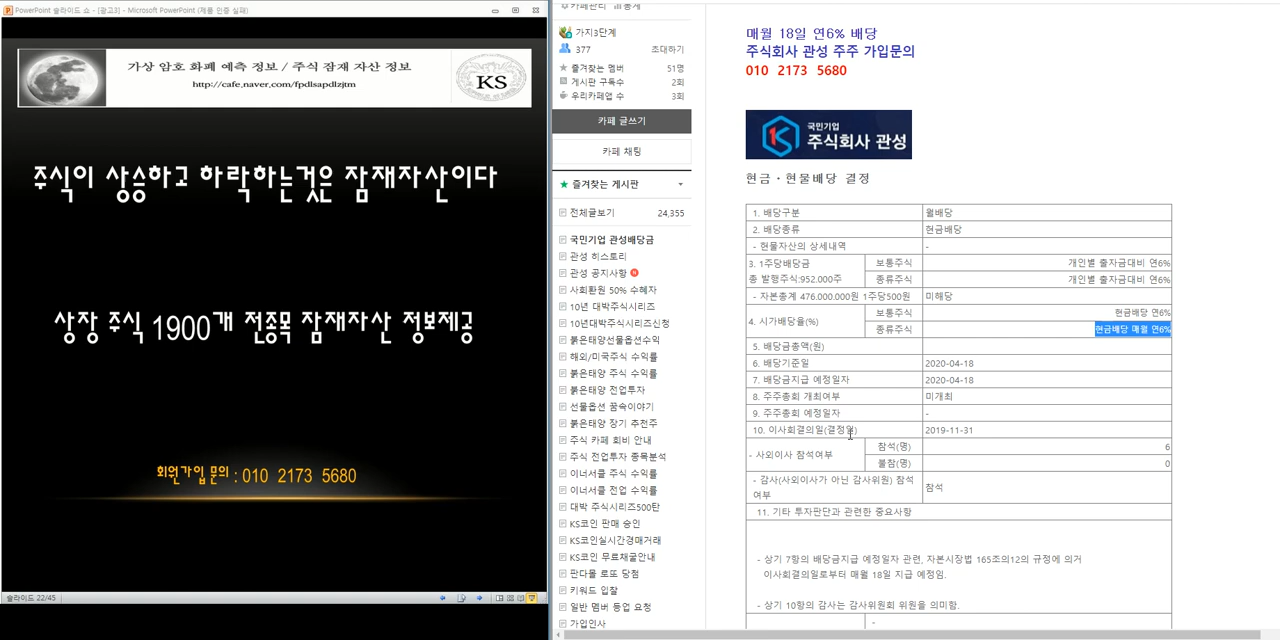 PowerPoint 슬라이드 쇼 - [광고3] - Microsoft PowerPoint (제품 인증 실패)
가상 암호 화폐 예측 정보 / 주식 잠재 자산 정보
http://cafe.naver.com/fpdlsapdlzjtm
KS
주식이 상승하고 하락하는것은 잠재자산이다
상장 주식 1900개 전종목 잠재자산 정보제공
회원가입 문의 : 010 2173 5680
슬라이드 22/45
카페관리 통계
가지3단계
377 초대하기
즐겨찾는 멤버 51명
게시판 구독수 2회
우리카페앱 수 3회
카페 글쓰기
카페 채팅
즐겨찾는 게시판
전체글보기 24,355
국민기업 관성배당금
관성 히스토리
관성 공지사항
사회환원 50% 수혜자
10년 대박주식시리즈
10년대박주식시리즈신청
붉은태양선물옵션수익
해외/미국주식 수익률
붉은태양 주식 수익률
붉은태양 전업투자
선물옵션 꿈속이야기
붉은태양 장기 추천주
주식 카페 회비 안내
주식 전업투자 종목분석
이너서클 주식 수익률
이너서클 전업 수익률
대박 주식시리즈500탄
KS코인 판매 승인
KS코인실시간경매거래
KS코인 무료채굴안내
판다몰 로또 당첨
키워드 입찰
일반 멤버 등업 요청
가입인사
매월 18일 연6% 배당
주식회사 관성 주주 가입문의
010 2173 5680
국민기업
주식회사 관성
현금・현물배당 결정
1. 배당구분 월배당
2. 배당종류 현금배당
- 현물자산의 상세내역 -
3. 1주당배당금 보통주식 개인별 출자금대비 연6%
총 발행주식:952.000주 종류주식 개인별 출자금대비 연6%
- 자본총계 476.000.000원 1주당500원 미해당
4. 시가배당율(%) 보통주식 현금배당 연6%
종류주식 현금배당 매월 연6%
5. 배당금총액(원)
6. 배당기준일 2020-04-18
7. 배당금지급 예정일자 2020-04-18
8. 주주총회 개최여부 미개최
9. 주주총회 예정일자 -
10. 이사회결의일(결정일) 2019-11-31
- 사외이사 참석여부 참석(명) 6
불참(명) 0
- 감사(사외이사가 아닌 감사위원) 참석여부 참석
11. 기타 투자판단과 관련한 중요사항
- 상기 7항의 배당금지급 예정일자 관련, 자본시장법 165조의12의 규정에 의거
이사회결의일로부터 매월 18일 지급 예정임.
- 상기 10항의 감사는 감사위원회 위원을 의미함.
-